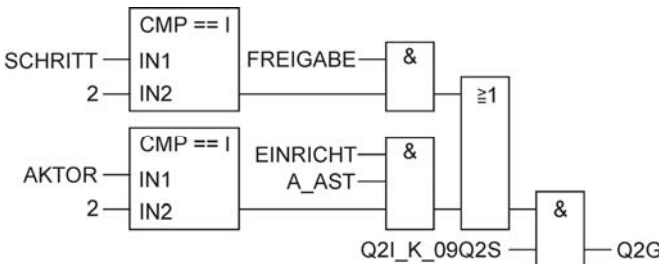 CMP == I
SCHRITT IN1 FREIGABE &
2 IN2 ≧1
CMP == I
EINRICHT &
AKTOR IN1 A_AST
2 IN2 &
Q2I_K_09Q2S Q2G